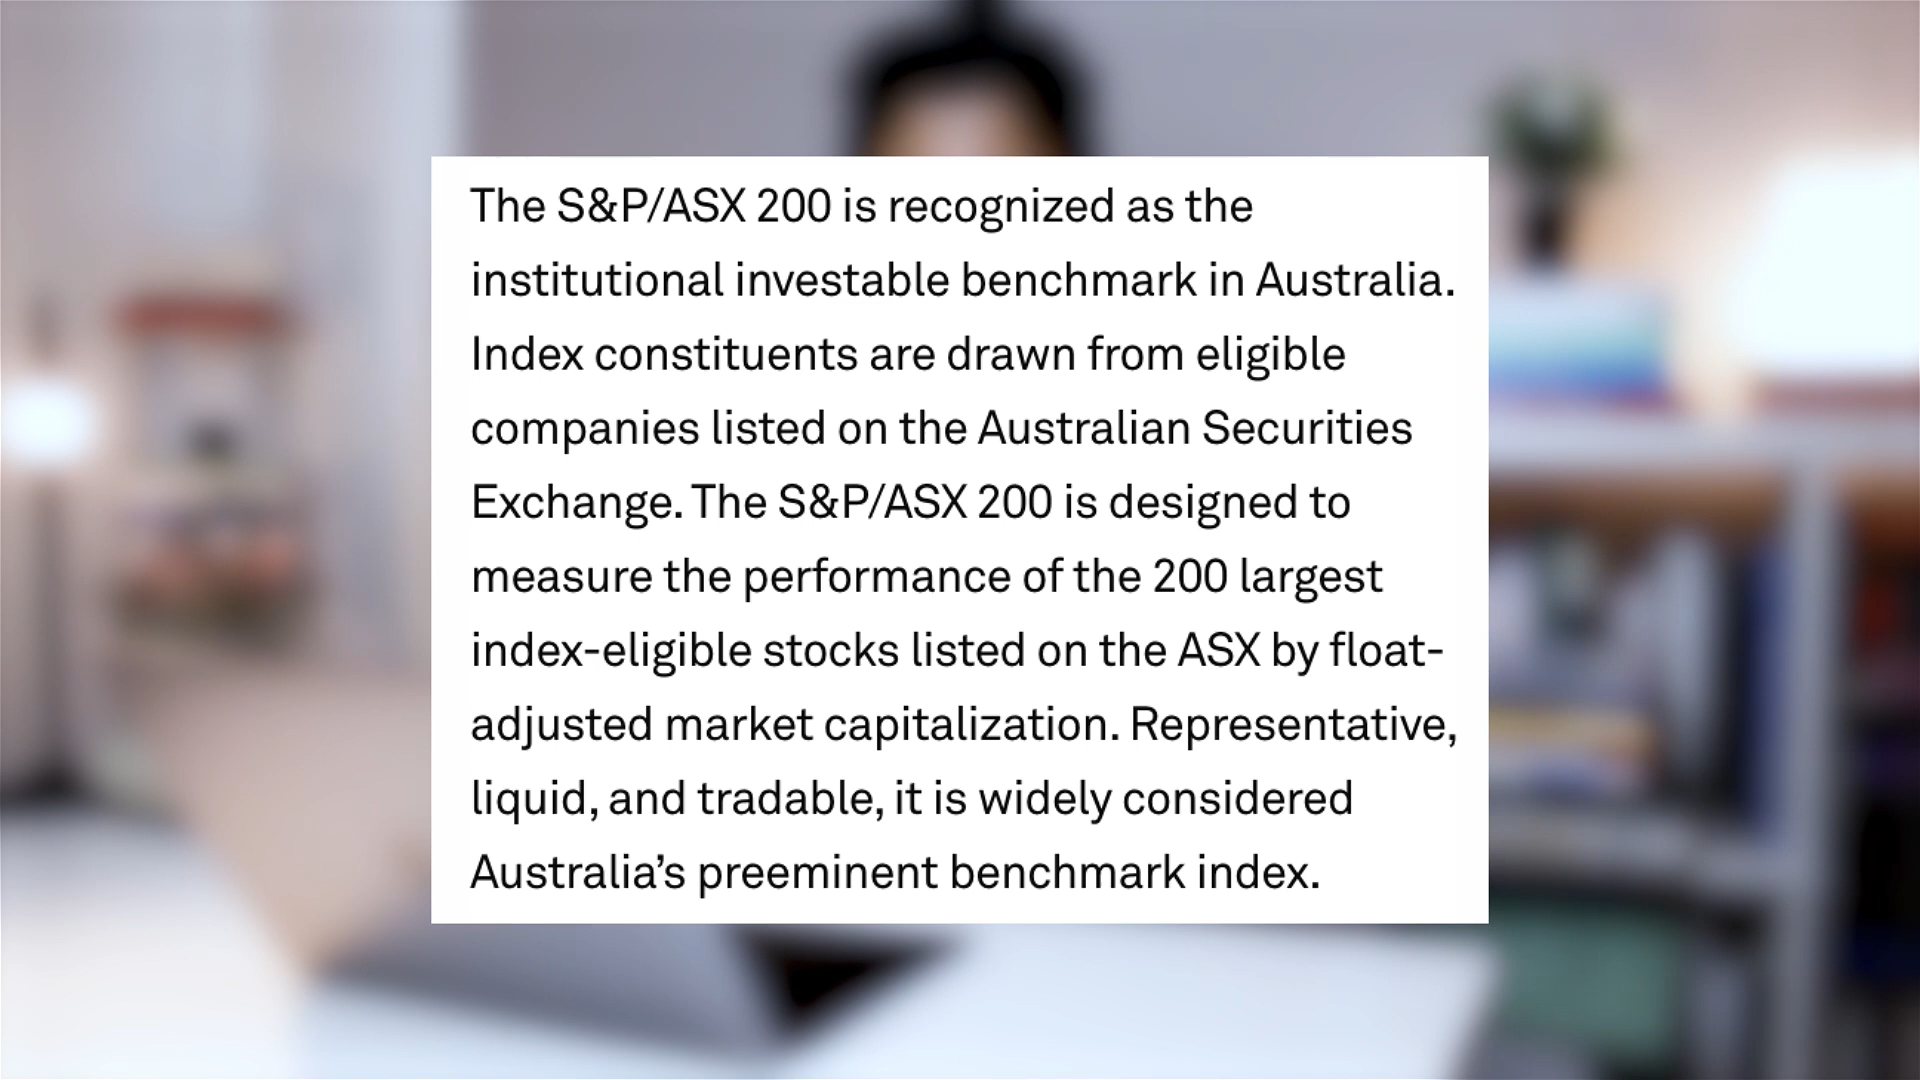 The S&P/ASX 200 is recognized as the
institutional investable benchmark in Australia.
Index constituents are drawn from eligible
companies listed on the Australian Securities
Exchange. The S&P/ASX 200 is designed to
measure the performance of the 200 largest
index-eligible stocks listed on the ASX by float-
adjusted market capitalization. Representative,
liquid, and tradable, it is widely considered
Australia’s preeminent benchmark index.